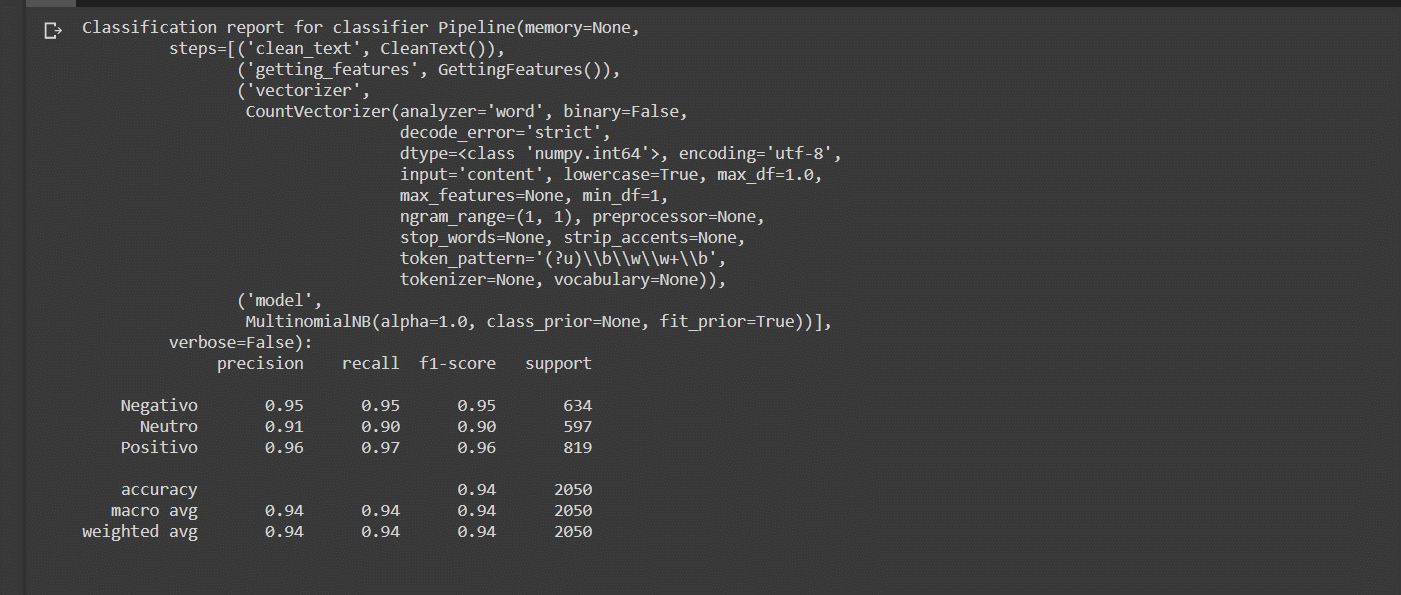 Classification report for classifier Pipeline(memory=None,
         steps=[('clean_text', CleanText()),
                ('getting_features', GettingFeatures()),
                ('vectorizer',
                 CountVectorizer(analyzer='word', binary=False,
                                 decode_error='strict',
                                 dtype=<class 'numpy.int64'>, encoding='utf-8',
                                 input='content', lowercase=True, max_df=1.0,
                                 max_features=None, min_df=1,
                                 ngram_range=(1, 1), preprocessor=None,
                                 stop_words=None, strip_accents=None,
                                 token_pattern='(?u)\\b\\w\\w+\\b',
                                 tokenizer=None, vocabulary=None)),
                ('model',
                 MultinomialNB(alpha=1.0, class_prior=None, fit_prior=True))],
         verbose=False):
              precision    recall  f1-score   support
    Negativo       0.95      0.95      0.95       634
      Neutro       0.91      0.90      0.90       597
    Positivo       0.96      0.97      0.96       819
    accuracy                           0.94      2050
   macro avg       0.94      0.94      0.94      2050
weighted avg       0.94      0.94      0.94      2050